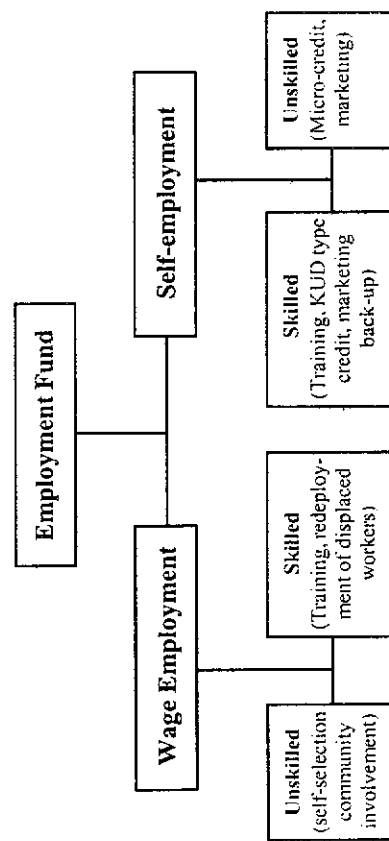 Employment Fund
Wage Employment
Self-employment
Unskilled
(self-selection
community
involvement)
Skilled
(Training, redeploy-
ment of displaced
workers)
Skilled
(Training, KUD type
credit, marketing
back-up)
Unskilled
(Micro-credit,
marketing)